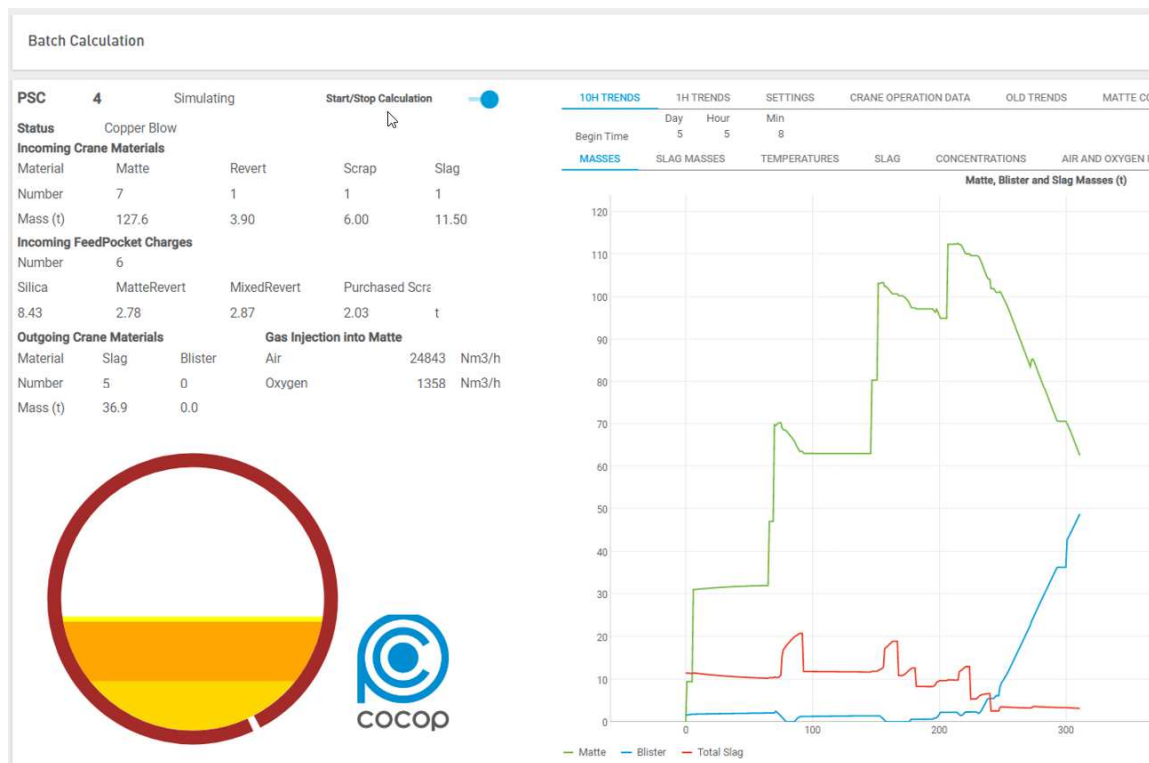 Batch Calculation
PSC 4 Simulating Start/Stop Calculation
Status Copper Blow
Incoming Crane Materials
Material Matte Revert Scrap Slag
Number 7 1 1 1
Mass (t) 127.6 3.90 6.00 11.50
Incoming FeedPocket Charges
Number 6
Silica MatteRevert MixedRevert Purchased Scra
8.43 2.78 2.87 2.03 t
Outgoing Crane Materials Gas Injection into Matte
Material Slag Blister Air 24843 Nm3/h
Number 5 0 Oxygen 1358 Nm3/h
Mass (t) 36.9 0.0
cocop
10H TRENDS 1H TRENDS SETTINGS CRANE OPERATION DATA OLD TRENDS MATTE CO
Day Hour Min
Begin Time 5 5 8
MASSES SLAG MASSES TEMPERATURES SLAG CONCENTRATIONS AIR AND OXYGEN
Matte, Blister and Slag Masses (t)
120
110
100
90
80
70
60
50
40
30
20
10
0
0 100 200 300
Matte Blister Total Slag